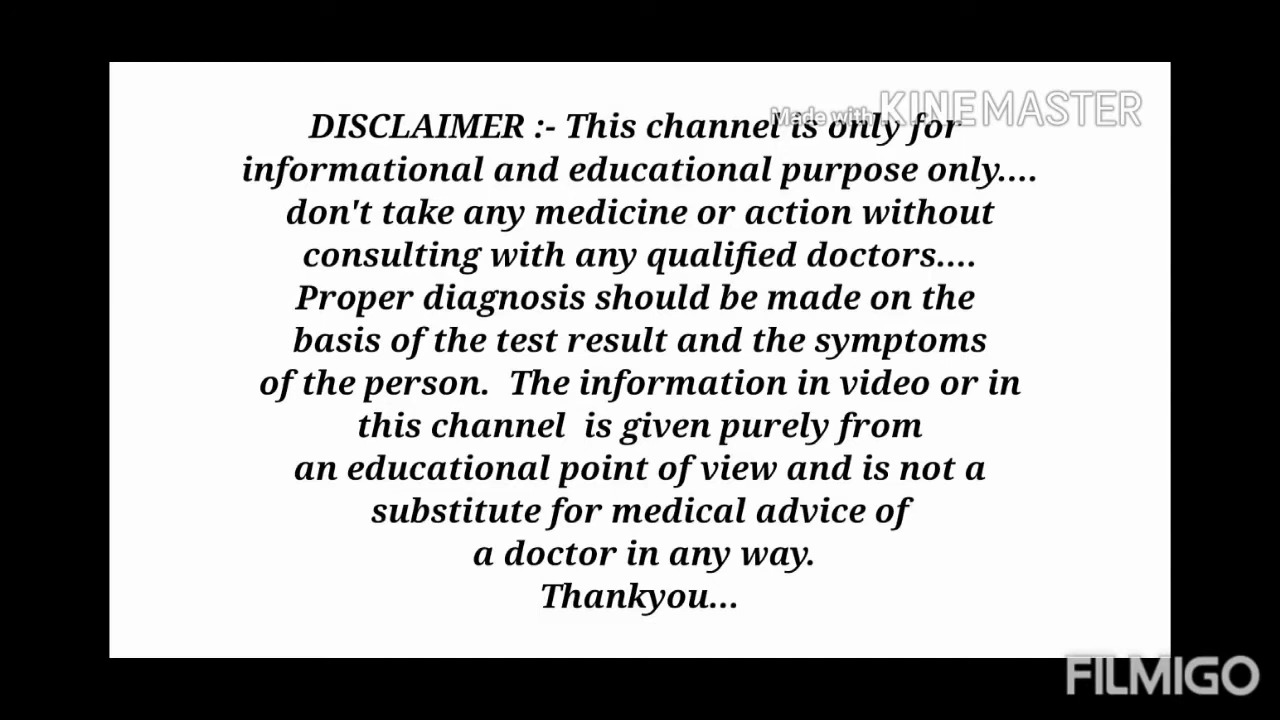 Made with KINEMASTER
DISCLAIMER :- This channel is only for
informational and educational purpose only....
don't take any medicine or action without
consulting with any qualified doctors....
Proper diagnosis should be made on the
basis of the test result and the symptoms
of the person.  The information in video or in
this channel  is given purely from
an educational point of view and is not a
substitute for medical advice of
a doctor in any way.
Thankyou...
FILMIGO